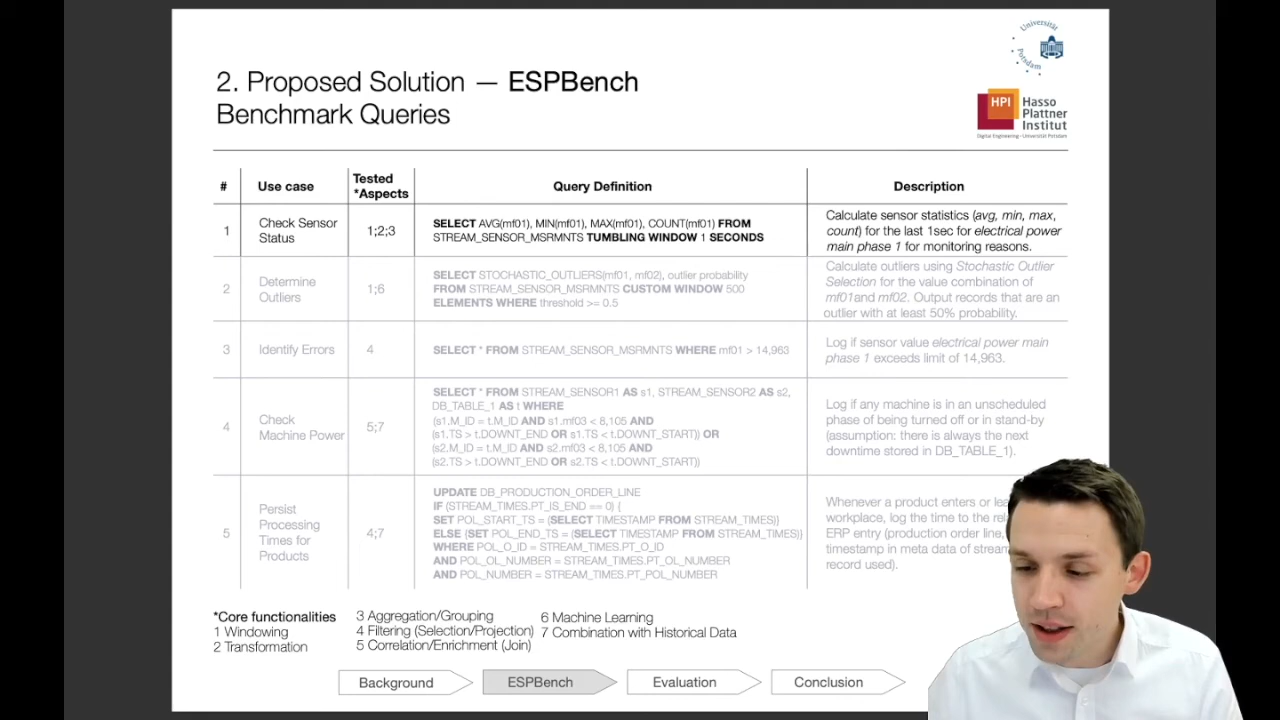 2. Proposed Solution — ESPBench
Benchmark Queries
Universität
Potsdam
HPI
Hasso
Plattner
Institut
Digital Engineering · Universität Potsdam
#
Use case
Tested
*Aspects
Query Definition
Description
1
Check Sensor
Status
1;2;3
SELECT AVG(mf01), MIN(mf01), MAX(mf01), COUNT(mf01) FROM
STREAM_SENSOR_MSRMNTS TUMBLING WINDOW 1 SECONDS
Calculate sensor statistics (avg, min, max,
count) for the last 1sec for electrical power
main phase 1 for monitoring reasons.
2
Determine
Outliers
1;6
SELECT STOCHASTIC_OUTLIERS(mf01, mf02), outlier probability
FROM STREAM_SENSOR_MSRMNTS CUSTOM WINDOW 500
ELEMENTS WHERE threshold >= 0.5
Calculate outliers using Stochastic Outlier
Selection for the value combination of
mf01and mf02. Output records that are an
outlier with at least 50% probability.
3
Identify Errors
4
SELECT * FROM STREAM_SENSOR_MSRMNTS WHERE mf01 > 14,963
Log if sensor value electrical power main
phase 1 exceeds limit of 14,963.
4
Check
Machine Power
5;7
SELECT * FROM STREAM_SENSOR1 AS s1, STREAM_SENSOR2 AS s2,
DB_TABLE_1 AS t WHERE
(s1.M_ID = t.M_ID AND s1.mf03 < 8,105 AND
(s1.TS > t.DOWNT_END OR s1.TS < t.DOWNT_START)) OR
(s2.M_ID = t.M_ID AND s2.mf03 < 8,105 AND
(s2.TS > t.DOWNT_END OR s2.TS < t.DOWNT_START))
Log if any machine is in an unscheduled
phase of being turned off or in stand-by
(assumption: there is always the next
downtime stored in DB_TABLE_1).
5
Persist
Processing
Times for
Products
4;7
UPDATE DB_PRODUCTION_ORDER_LINE
IF (STREAM_TIMES.PT_IS_END == 0) {
SET POL_START_TS = (SELECT TIMESTAMP FROM STREAM_TIMES)}
ELSE {SET POL_END_TS = (SELECT TIMESTAMP FROM STREAM_TIMES)}
WHERE POL_O_ID = STREAM_TIMES.PT_O_ID
AND POL_OL_NUMBER = STREAM_TIMES.PT_OL_NUMBER
AND POL_NUMBER = STREAM_TIMES.PT_POL_NUMBER
Whenever a product enters or
workplace, log the time to the
ERP entry (production order line,
timestamp in meta data of
record used).
*Core functionalities
1 Windowing
2 Transformation
3 Aggregation/Grouping
4 Filtering (Selection/Projection)
5 Correlation/Enrichment (Join)
6 Machine Learning
7 Combination with Historical Data
Background
ESPBench
Evaluation
Conclusion